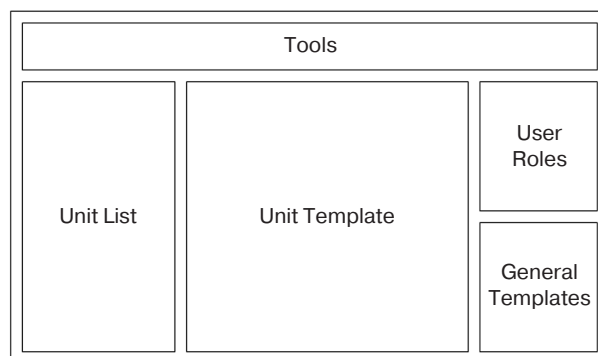 Tools
Unit List
Unit Template
User
Roles
General
Templates